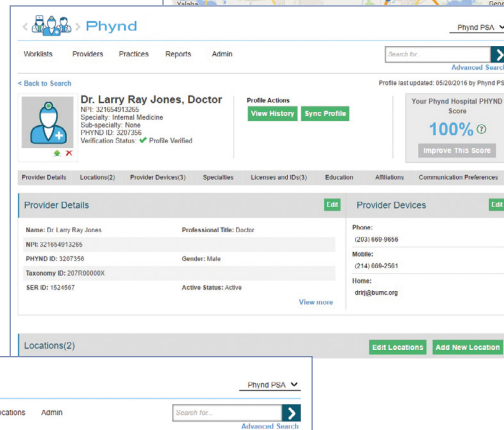 Yalaha
Phynd
Phynd PSA
Worklists Providers Practices Reports Admin
Search for
Advanced Search
< Back to Search
Profile last updated: 05/20/2016 by Phynd PS
Dr. Larry Ray Jones, Doctor
NPI: 321654913265
Specialty: Internal Medicine
Sub-specialty: None
PHYND ID: 3207356
Verification Status: ✔ Profile Verified
Profile Actions
View History Sync Profile
Your Phynd Hospital PHYND
Score
100% ?
Improve This Score
Provider Details Locations(2) Provider Devices(3) Specialties Licenses and IDs(3) Education Affiliations Communication Preferences
Provider Details Edit Provider Devices Edit
Name: Dr. Larry Ray Jones Professional Title: Doctor
NPI: 321654913265
PHYND ID: 3207356 Gender: Male
Taxonomy ID: 207R00000X
SER ID: 1624567 Active Status: Active
View more
Phone:
(203) 669-9656
Mobile:
(214) 669-2561
Home:
drlrj@bumc.org
Locations(2) Edit Locations Add New Location
Phynd PSA
cations Admin
Search for...
Advanced Search